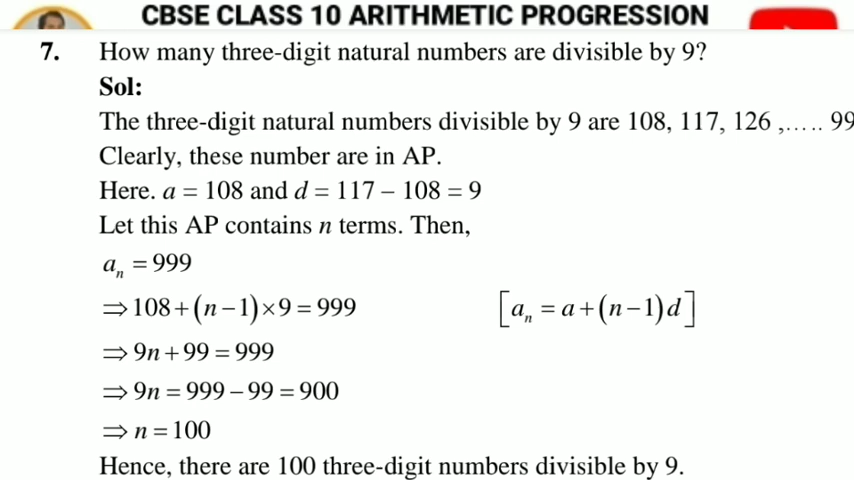 CBSE CLASS 10 ARITHMETIC PROGRESSION
7. How many three-digit natural numbers are divisible by 9?
Sol:
The three-digit natural numbers divisible by 9 are 108, 117, 126 ,..... 99
Clearly, these number are in AP.
Here. a = 108 and d = 117 – 108 = 9
Let this AP contains n terms. Then,
aₙ = 999
⇒ 108 + (n − 1) × 9 = 999 [aₙ = a + (n − 1) d]
⇒ 9n + 99 = 999
⇒ 9n = 999 − 99 = 900
⇒ n = 100
Hence, there are 100 three-digit numbers divisible by 9.